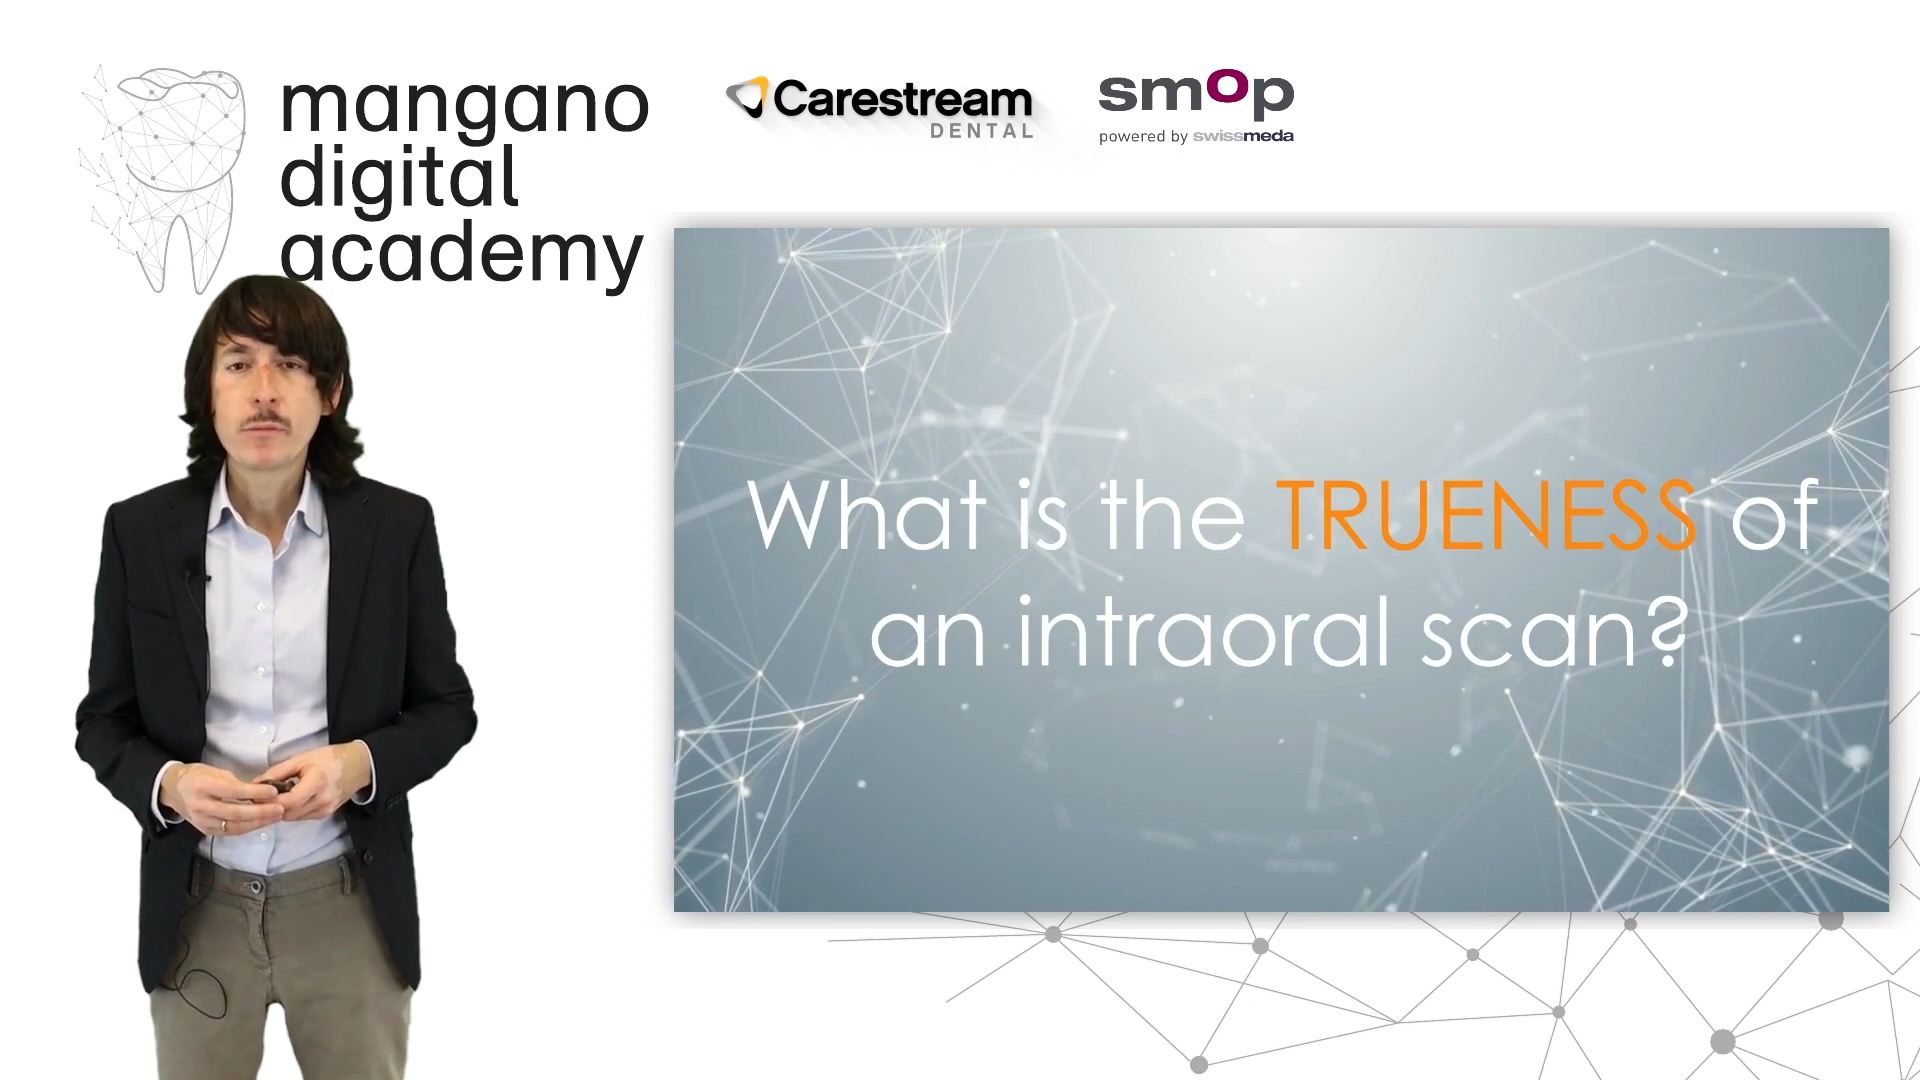 mangano
digital
academy
Carestream
DENTAL
smop
powered by swissmeda
What is the TRUENESS of
an intraoral scan?